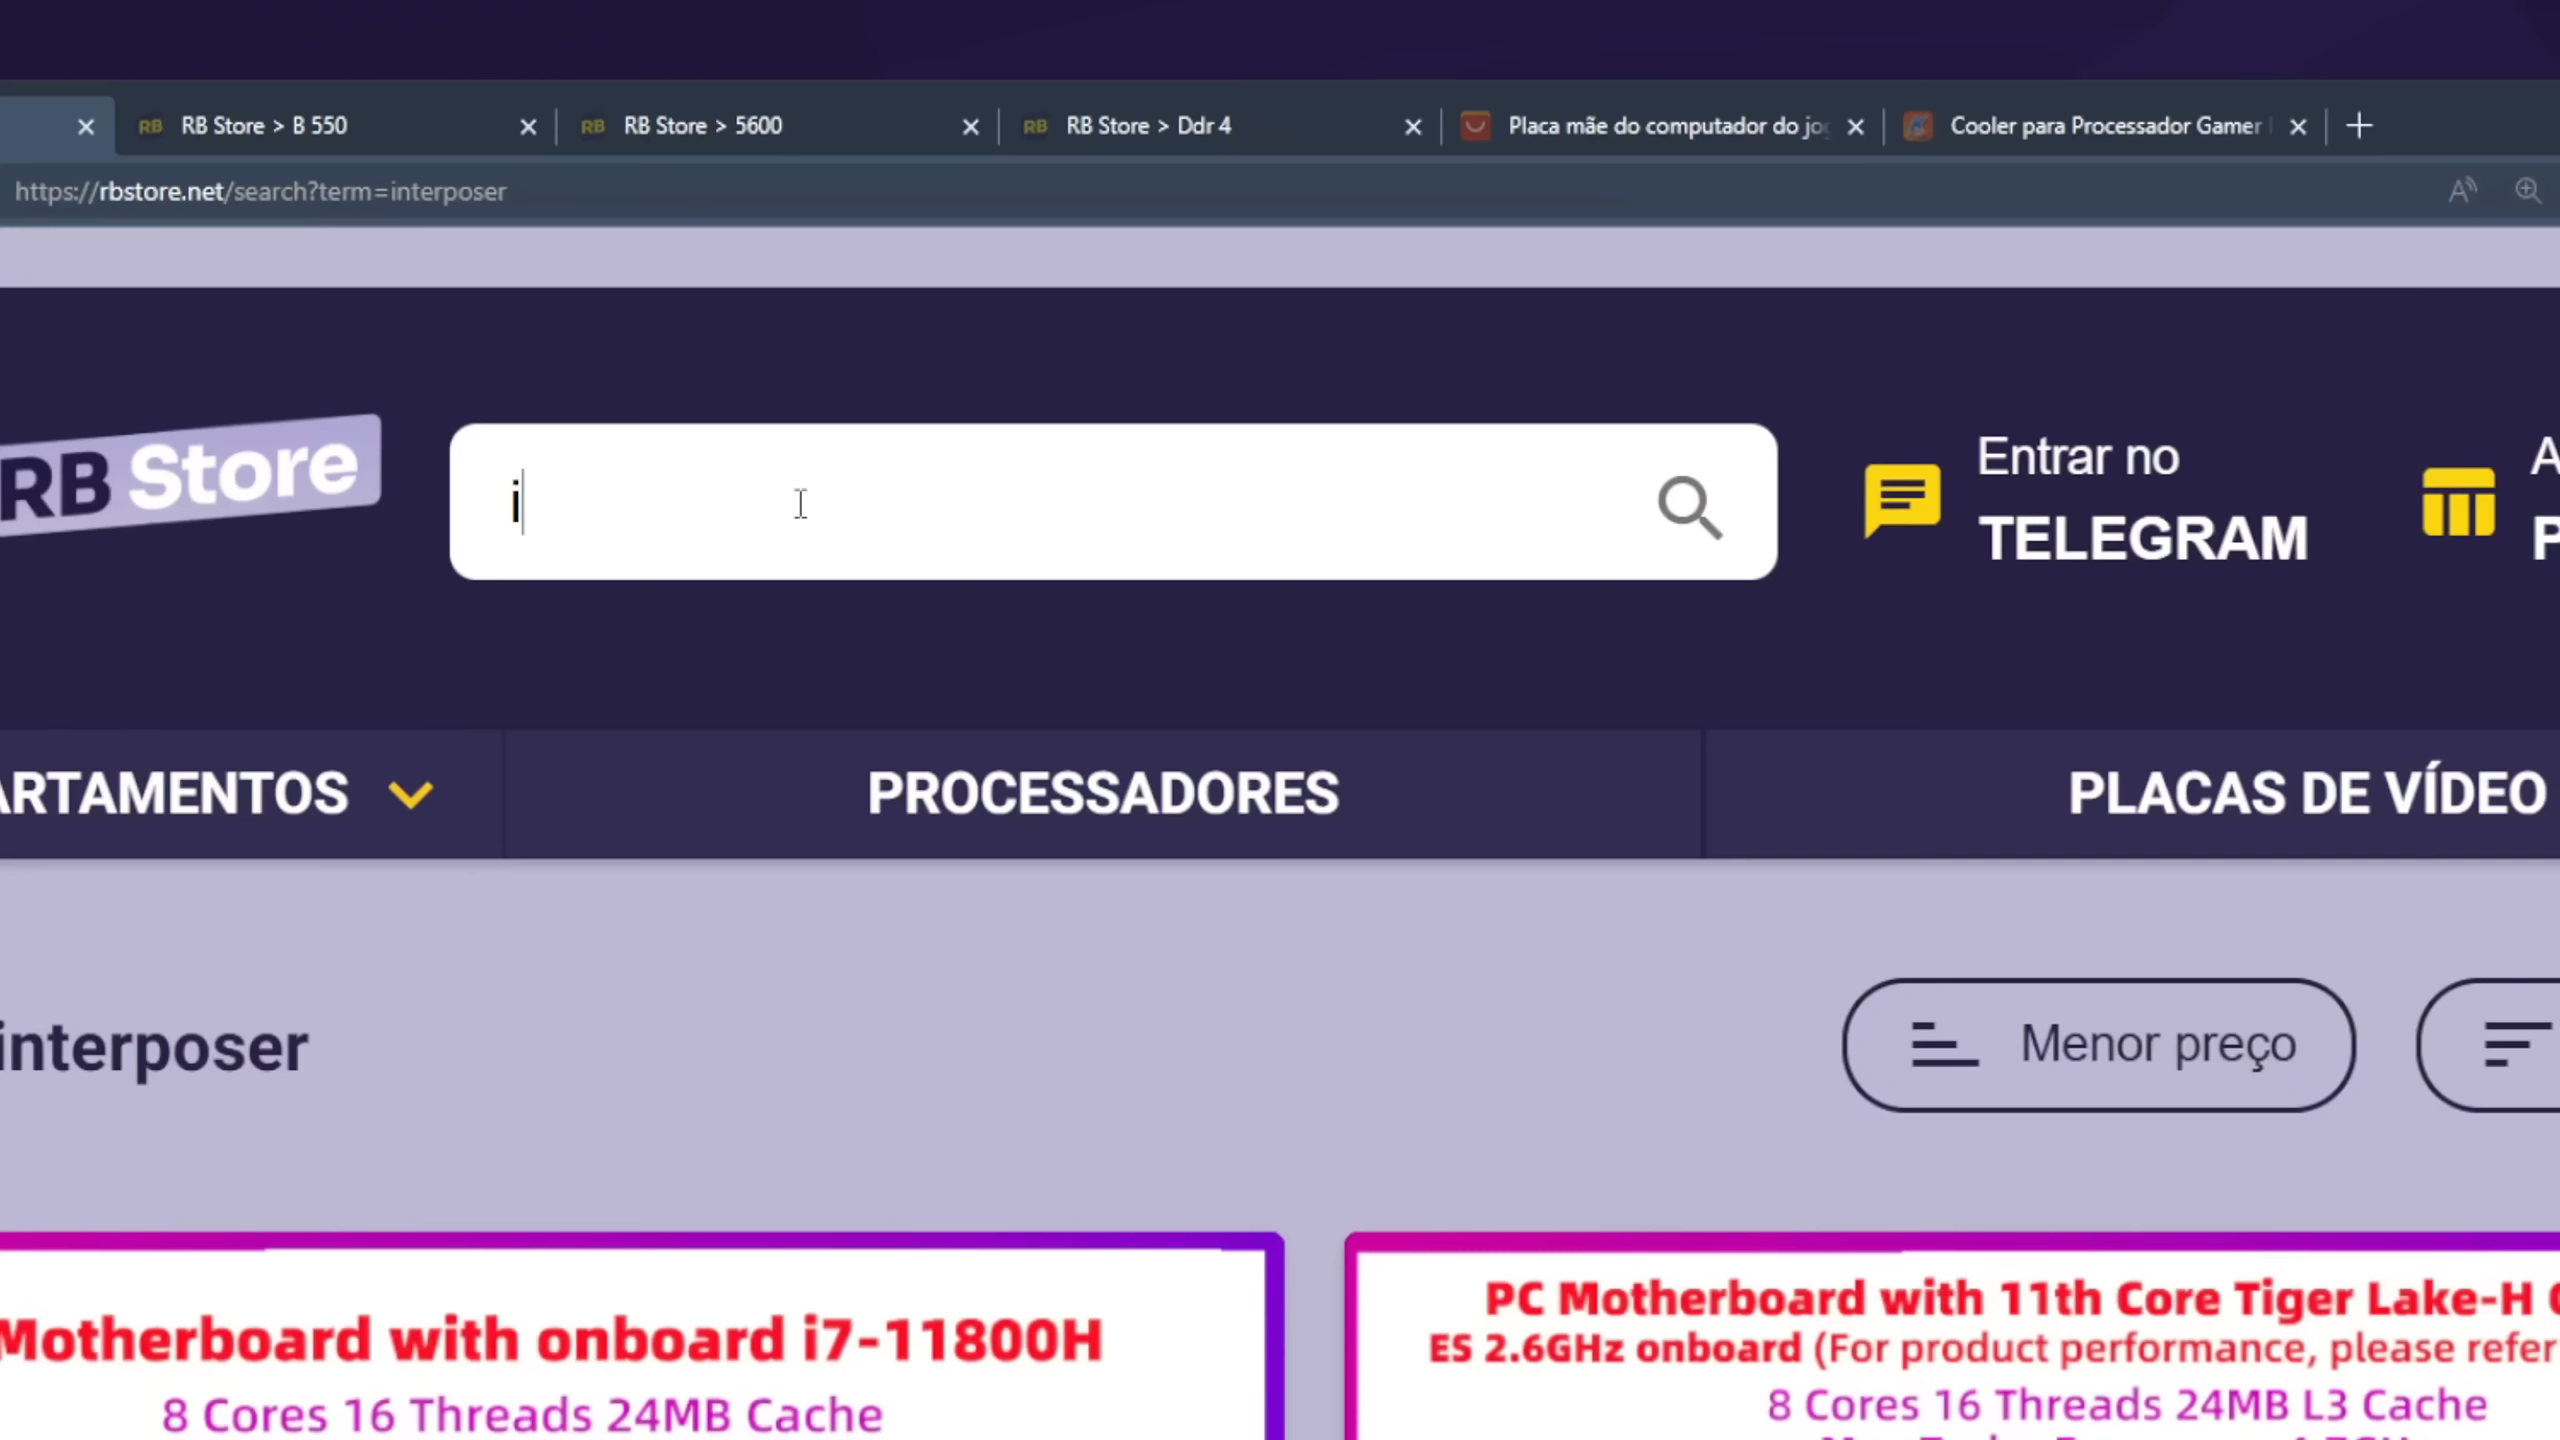 RB Store > B 550
RB Store > 5600
RB Store > Ddr 4
Placa mãe do computador do jo
Cooler para Processador Gamer
https://rbstore.net/search?term=interposer
RB Store
i
Entrar no
TELEGRAM
A
P
ARTAMENTOS
PROCESSADORES
PLACAS DE VÍDEO
interposer
Menor preço
Motherboard with onboard i7-11800H
8 Cores 16 Threads 24MB Cache
PC Motherboard with 11th Core Tiger Lake-H
ES 2.6GHz onboard (For product performance, please refer
8 Cores 16 Threads 24MB L3 Cache